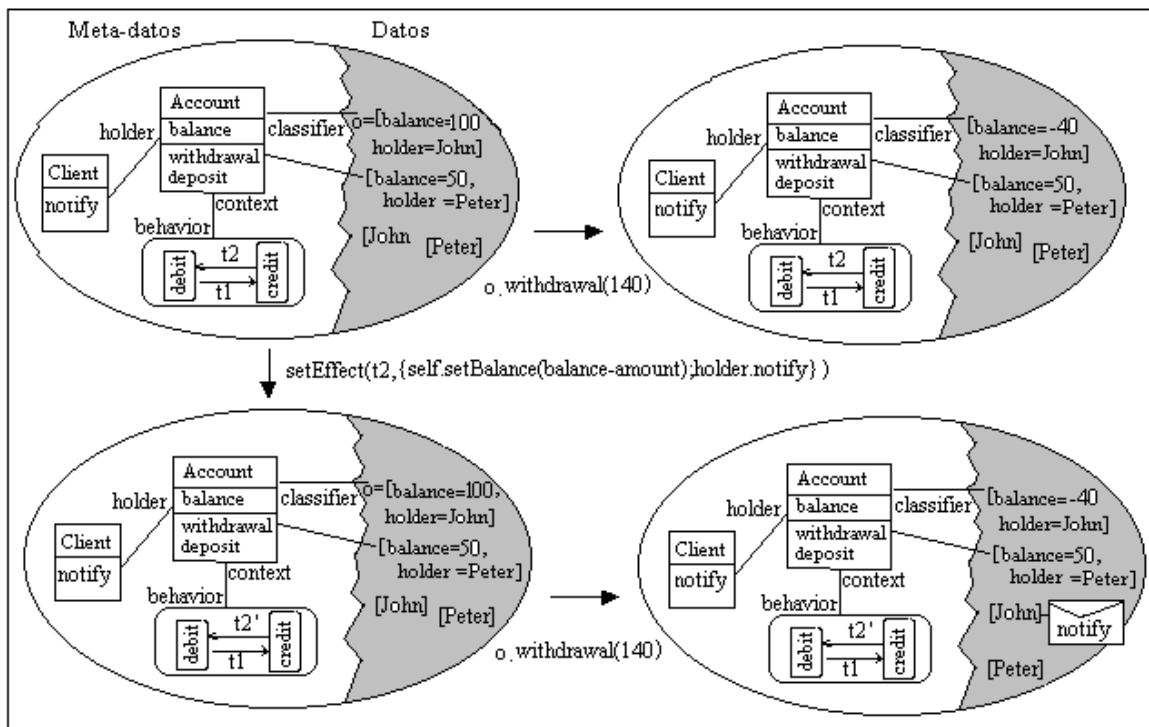 Meta-datos
Datos
Account
holder
balance
classifier
o=[balance=100
holder=John]
Client
notify
withdrawal
deposit
[balance=50,
holder =Peter]
context
behavior
[John
[Peter]
debit
t2
t1
credit
o.withdrawal(140)
Account
holder
balance
classifier
[balance=-40
holder=John]
Client
notify
withdrawal
deposit
[balance=50,
holder =Peter]
context
behavior
[John]
[Peter]
debit
t2
t1
credit
setEffect(t2,{self.setBalance(balance-amount);holder.notify} )
Account
holder
balance
classifier
o=[balance=100,
holder=John]
Client
notify
withdrawal
deposit
[balance=50,
holder =Peter]
context
behavior
[John]
[Peter]
debit
t2'
t1
credit
o.withdrawal(140)
Account
holder
balance
classifier
[balance=-40
holder=John]
Client
notify
withdrawal
deposit
[balance=50,
holder =Peter]
context
behavior
[John]
notify
debit
t2'
t1
credit
[Peter]